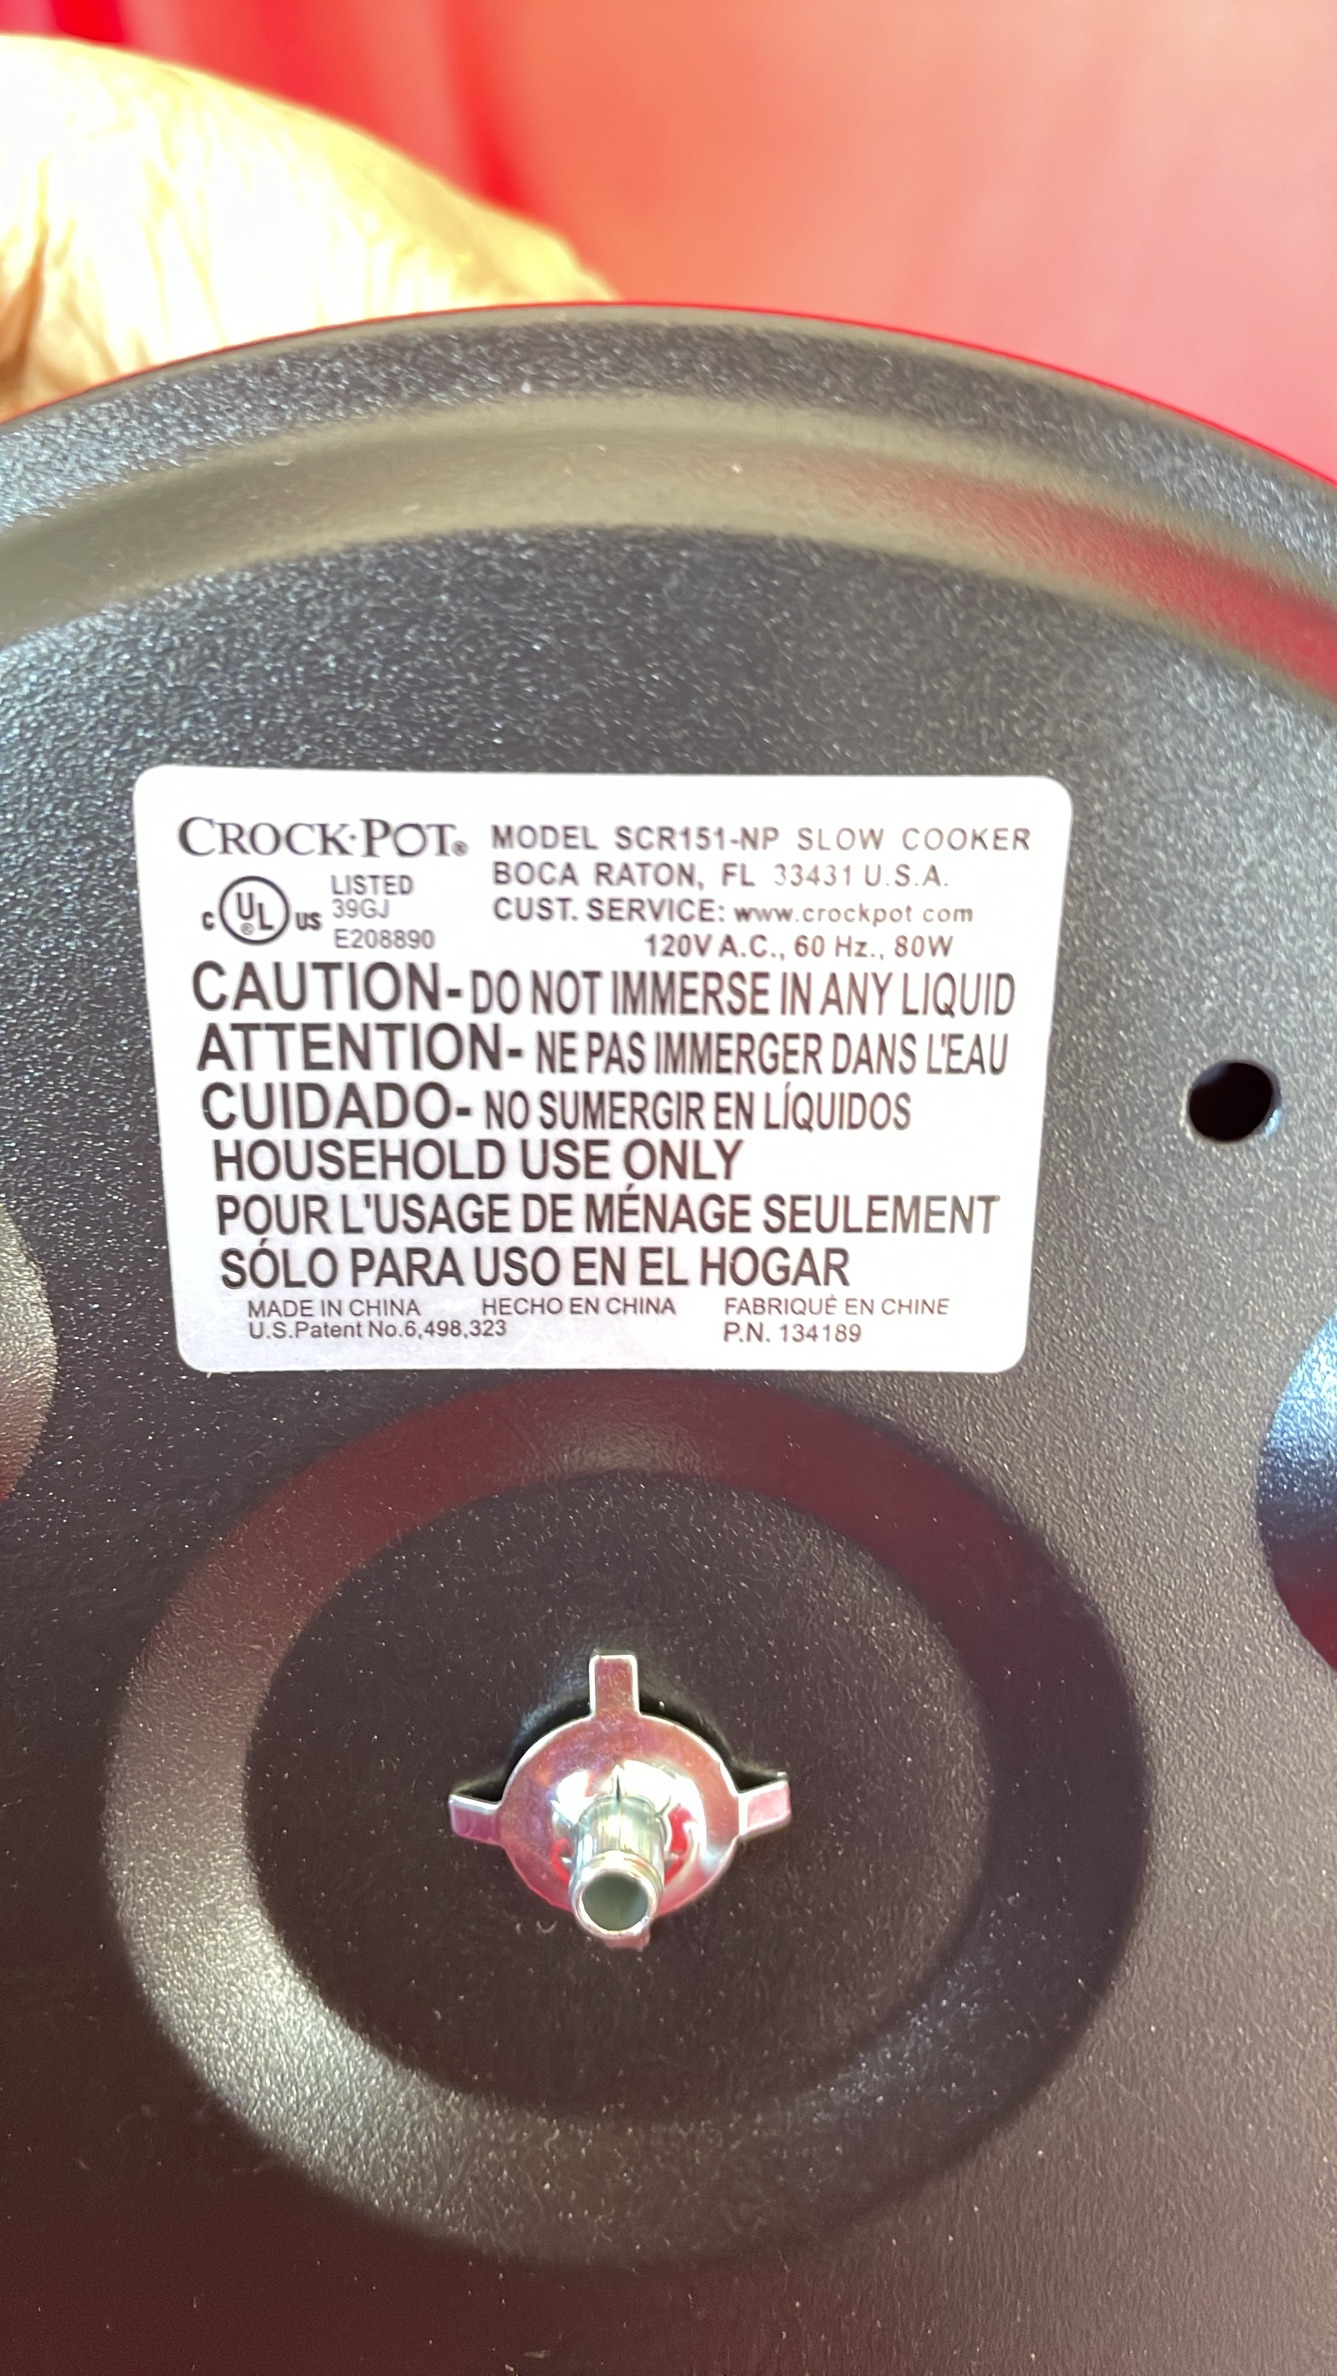 CROCK·POT® MODEL SCR151-NP SLOW COOKER
BOCA RATON, FL 33431 U.S.A.
C UL® US LISTED 39GJ E208890
CUST. SERVICE: www.crockpot com
120V A.C., 60 Hz., 80W
CAUTION- DO NOT IMMERSE IN ANY LIQUID
ATTENTION- NE PAS IMMERGER DANS L'EAU
CUIDADO- NO SUMERGIR EN LÍQUIDOS
HOUSEHOLD USE ONLY
POUR L'USAGE DE MÉNAGE SEULEMENT
SÓLO PARA USO EN EL HOGAR
MADE IN CHINA HECHO EN CHINA FABRIQUÉ EN CHINE
U.S.Patent No.6,498,323 P.N. 134189